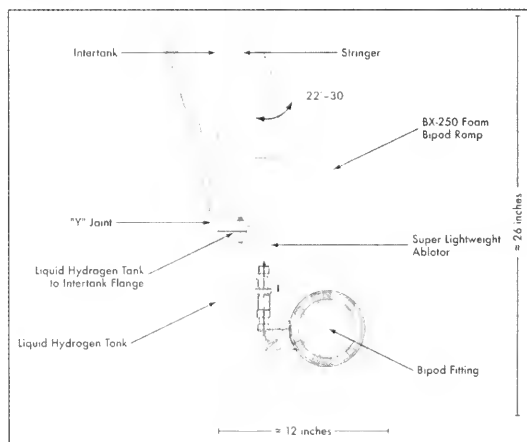 Intertank
Stringer
22°-30
BX-250 Foam
Bipod Ramp
"Y" Joint
Super Lightweight
Ablator
Liquid Hydrogen Tank
to Intertank Flange
Liquid Hydrogen Tank
Bipod Fitting
≈ 26 inches
≈ 12 inches